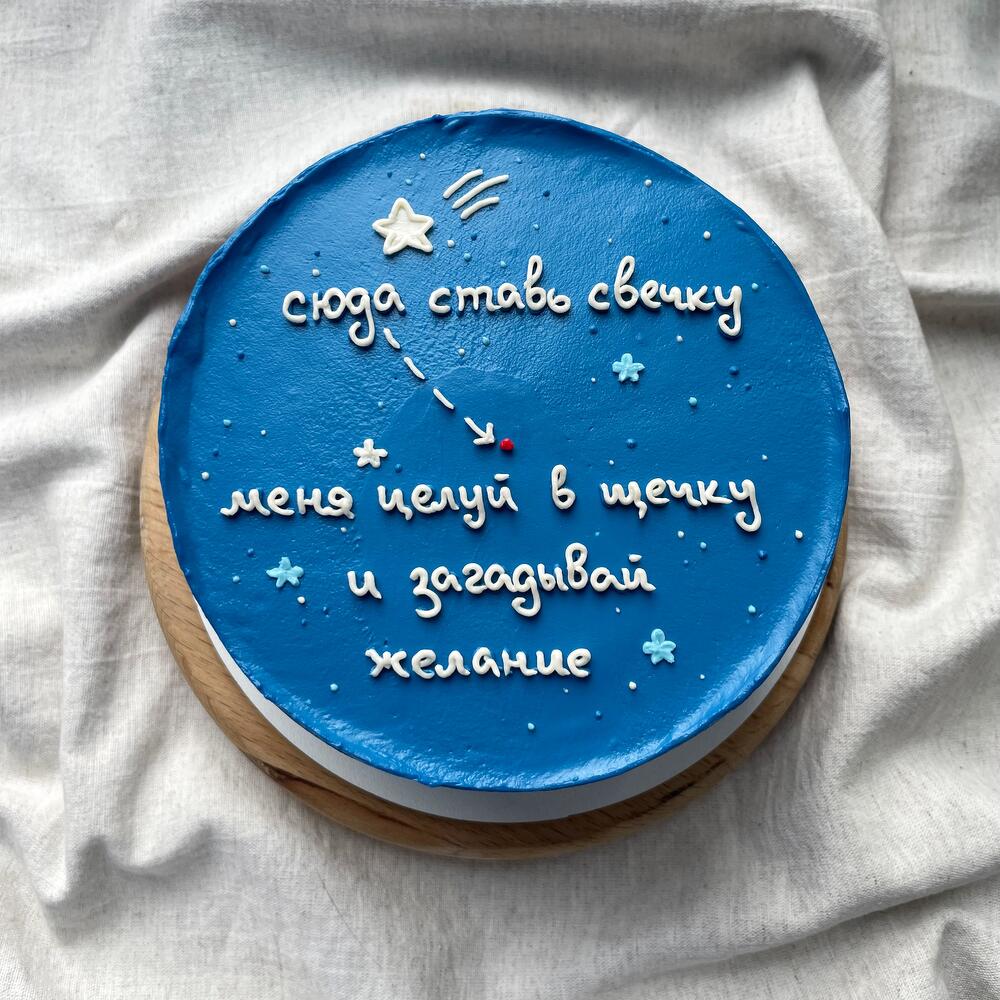 сюда ставь свечку
меня целуй в щечку
и загадывай
желание